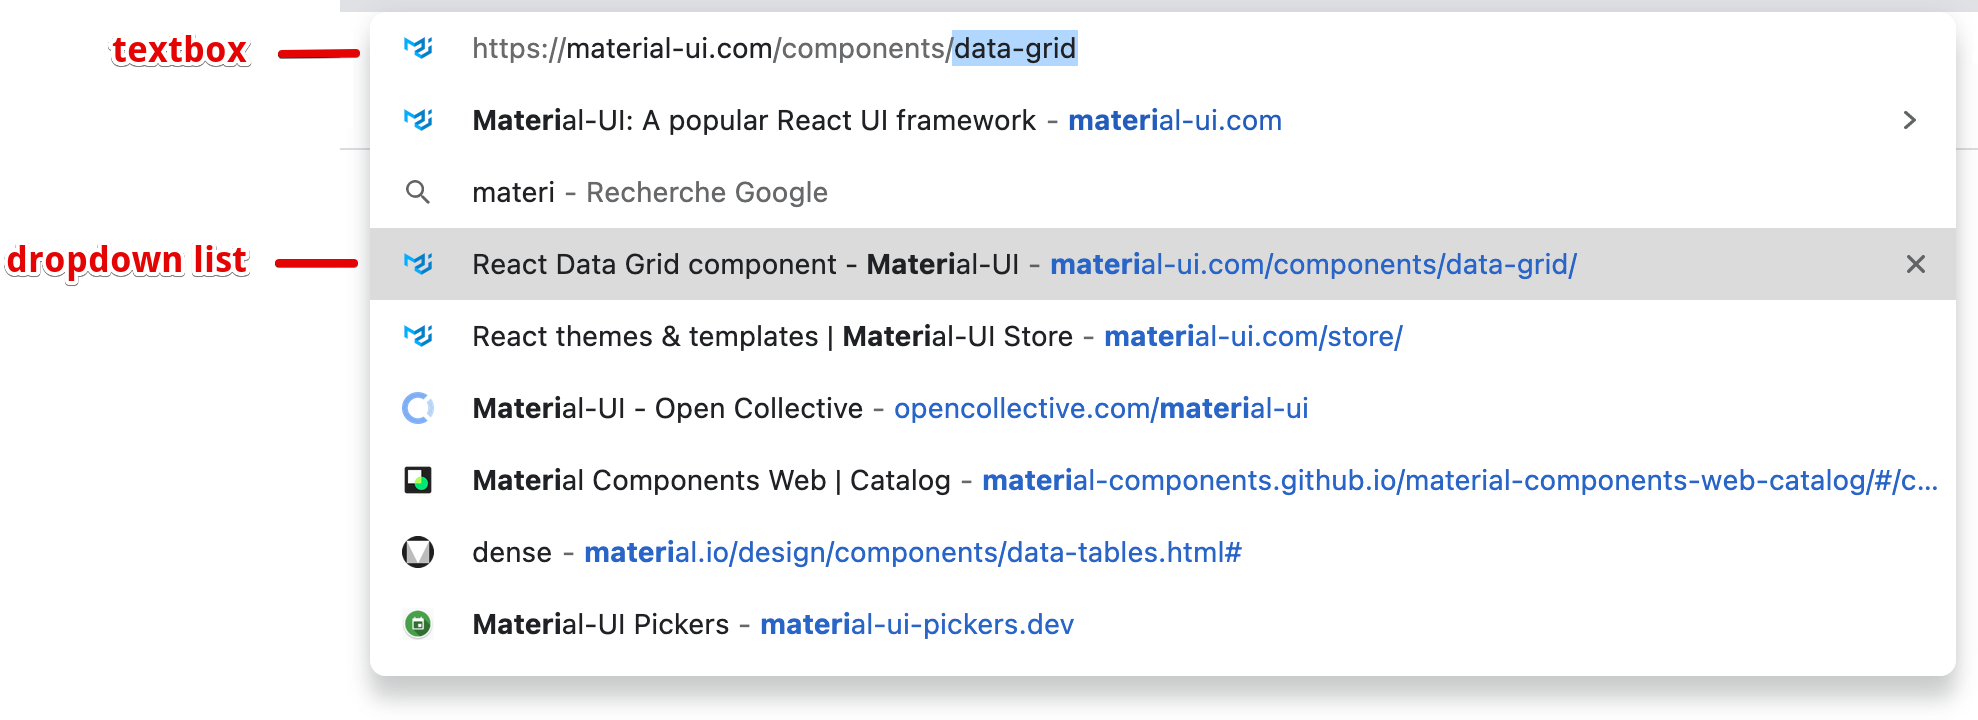 textbox
https://material-ui.com/components/data-grid
Material-UI: A popular React UI framework - material-ui.com
materi - Recherche Google
dropdown list
React Data Grid component - Material-UI - material-ui.com/components/data-grid/
React themes & templates | Material-UI Store - material-ui.com/store/
Material-UI - Open Collective - opencollective.com/material-ui
Material Components Web | Catalog - material-components.github.io/material-components-web-catalog/#/c...
dense - material.io/design/components/data-tables.html#
Material-UI Pickers - material-ui-pickers.dev